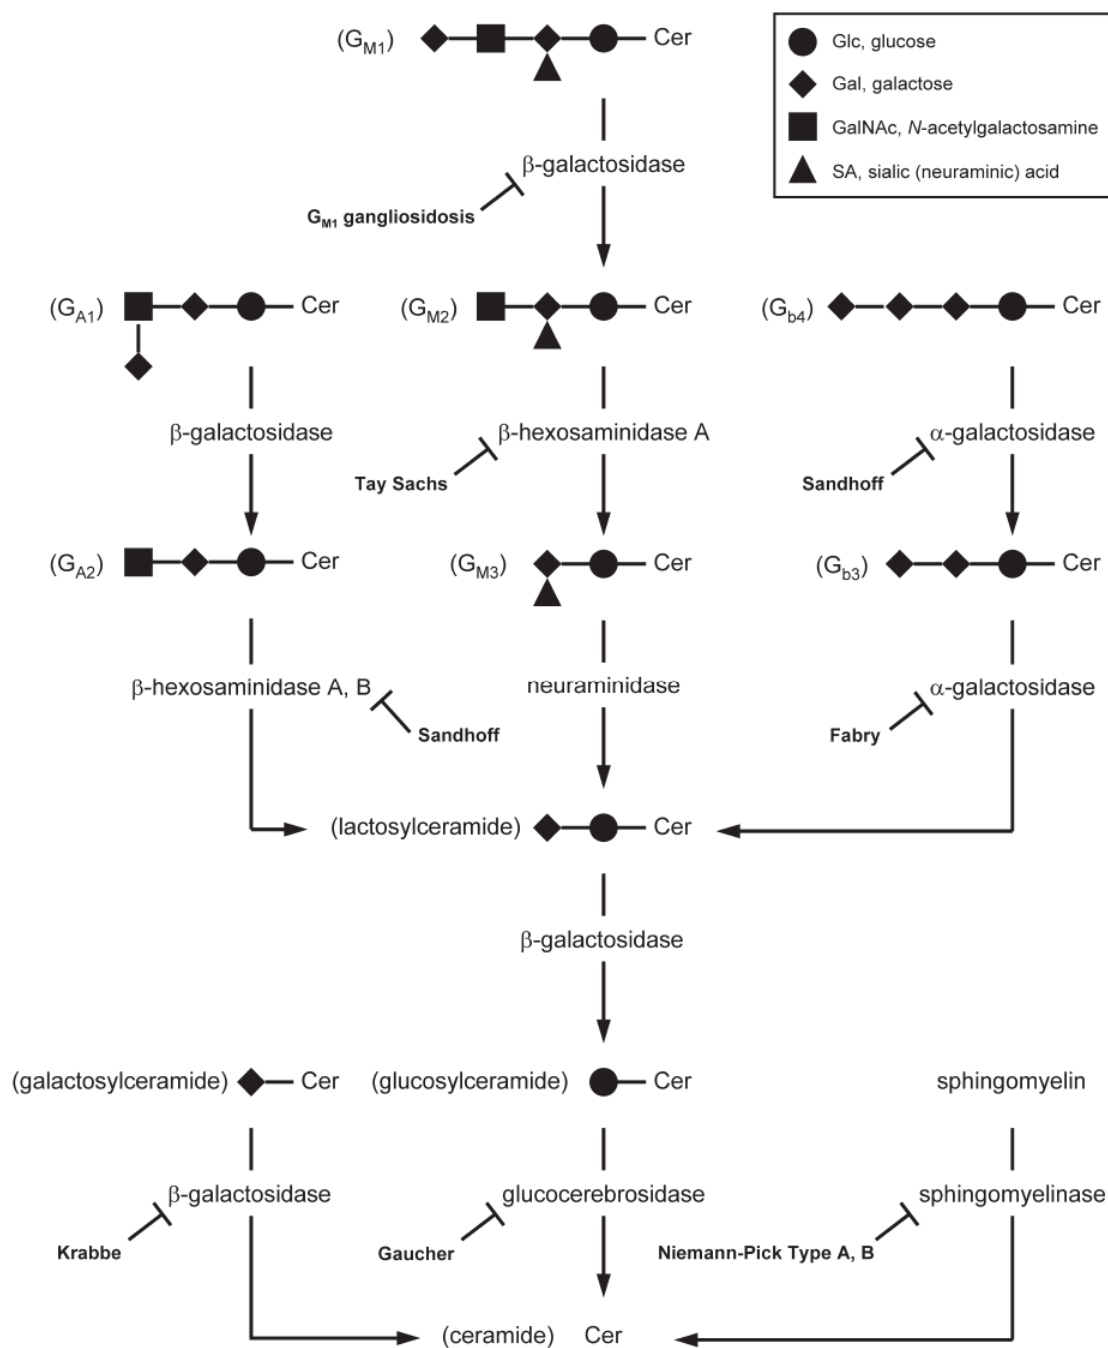 (GM1) Cer
Glc, glucose
Gal, galactose
GalNAc, N-acetylgalactosamine
SA, sialic (neuraminic) acid
β-galactosidase
GM1 gangliosidosis
(GA1) Cer
(GM2) Cer
(Gb4) Cer
β-galactosidase
β-hexosaminidase A
α-galactosidase
Tay Sachs
Sandhoff
(GA2) Cer
(GM3) Cer
(Gb3) Cer
β-hexosaminidase A, B
neuraminidase
α-galactosidase
Sandhoff
Fabry
(lactosylceramide) Cer
β-galactosidase
(galactosylceramide) Cer
(glucosylceramide) Cer
sphingomyelin
β-galactosidase
glucocerebrosidase
sphingomyelinase
Krabbe
Gaucher
Niemann-Pick Type A, B
(ceramide) Cer